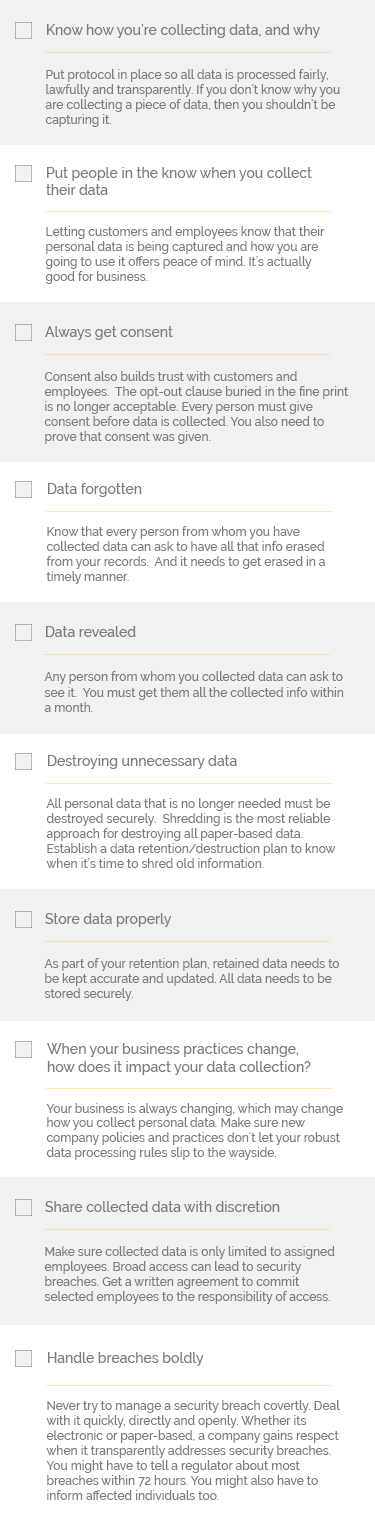 Know how you're collecting data, and why
Put protocol in place so all data is processed fairly,
lawfully and transparently. If you don't know why you
are collecting a piece of data, then you shouldn't be
capturing it.
Put people in the know when you collect
their data
Letting customers and employees know that their
personal data is being captured and how you are
going to use it offers peace of mind. It's actually
good for business.
Always get consent
Consent also builds trust with customers and
employees.  The opt-out clause buried in the fine print
is no longer acceptable. Every person must give
consent before data is collected. You also need to
prove that consent was given.
Data forgotten
Know that every person from whom you have
collected data can ask to have all that info erased
from your records.  And it needs to get erased in a
timely manner.
Data revealed
Any person from whom you collected data can ask to
see it.  You must get them all the collected info within
a month.
Destroying unnecessary data
All personal data that is no longer needed must be
destroyed securely.  Shredding is the most reliable
approach for destroying all paper-based data.
Establish a data retention/destruction plan to know
when it's time to shred old information.
Store data properly
As part of your retention plan, retained data needs to
be kept accurate and updated. All data needs to be
stored securely.
When your business practices change,
how does it impact your data collection?
Your business is always changing, which may change
how you collect personal data. Make sure new
company policies and practices don't let your robust
data processing rules slip to the wayside.
Share collected data with discretion
Make sure collected data is only limited to assigned
employees. Broad access can lead to security
breaches. Get a written agreement to commit
selected employees to the responsibility of access.
Handle breaches boldly
Never try to manage a security breach covertly. Deal
with it quickly, directly and openly. Whether its
electronic or paper-based, a company gains respect
when it transparently addresses security breaches.
You might have to tell a regulator about most
breaches within 72 hours. You might also have to
inform affected individuals too.